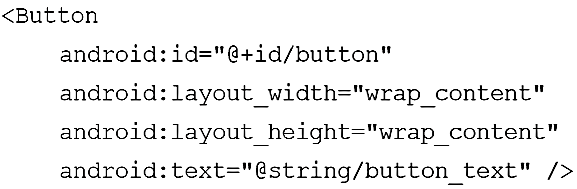 <Button
    android:id="@+id/button"
    android:layout_width="wrap_content"
    android:layout_height="wrap_content"
    android:text="@string/button_text" />